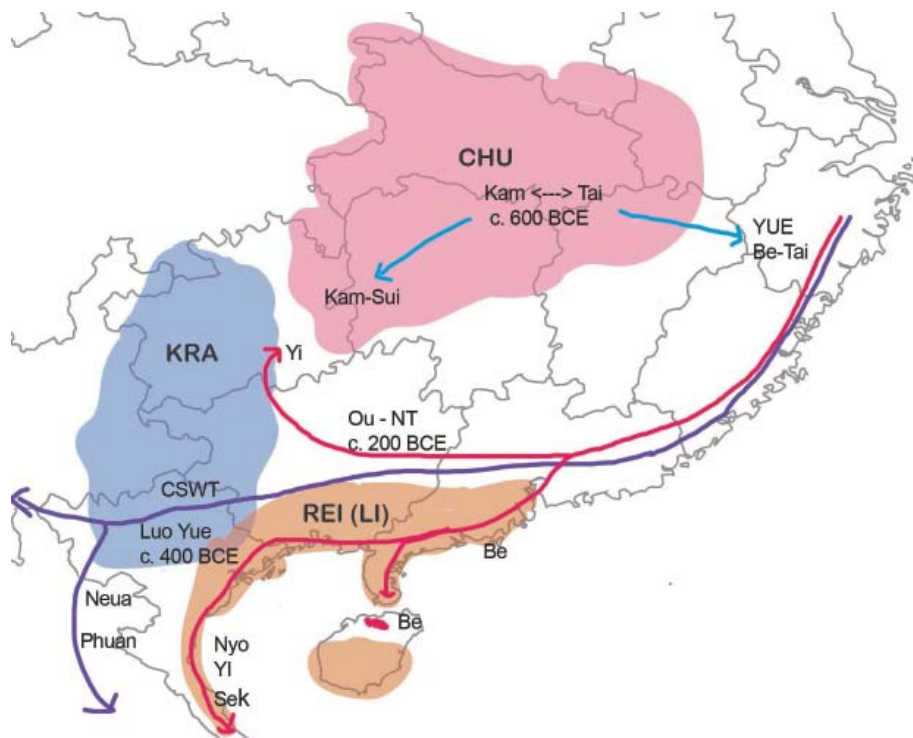 CHU
Kam <---> Tai
c. 600 BCE
YUE
Be-Tai
Kam-Sui
KRA
Yi
Ou - NT
c. 200 BCE
CSWT
REI (LI)
Luo Yue
c. 400 BCE
Be
Neua
Be
Phuan
Nyo
YI
Sek